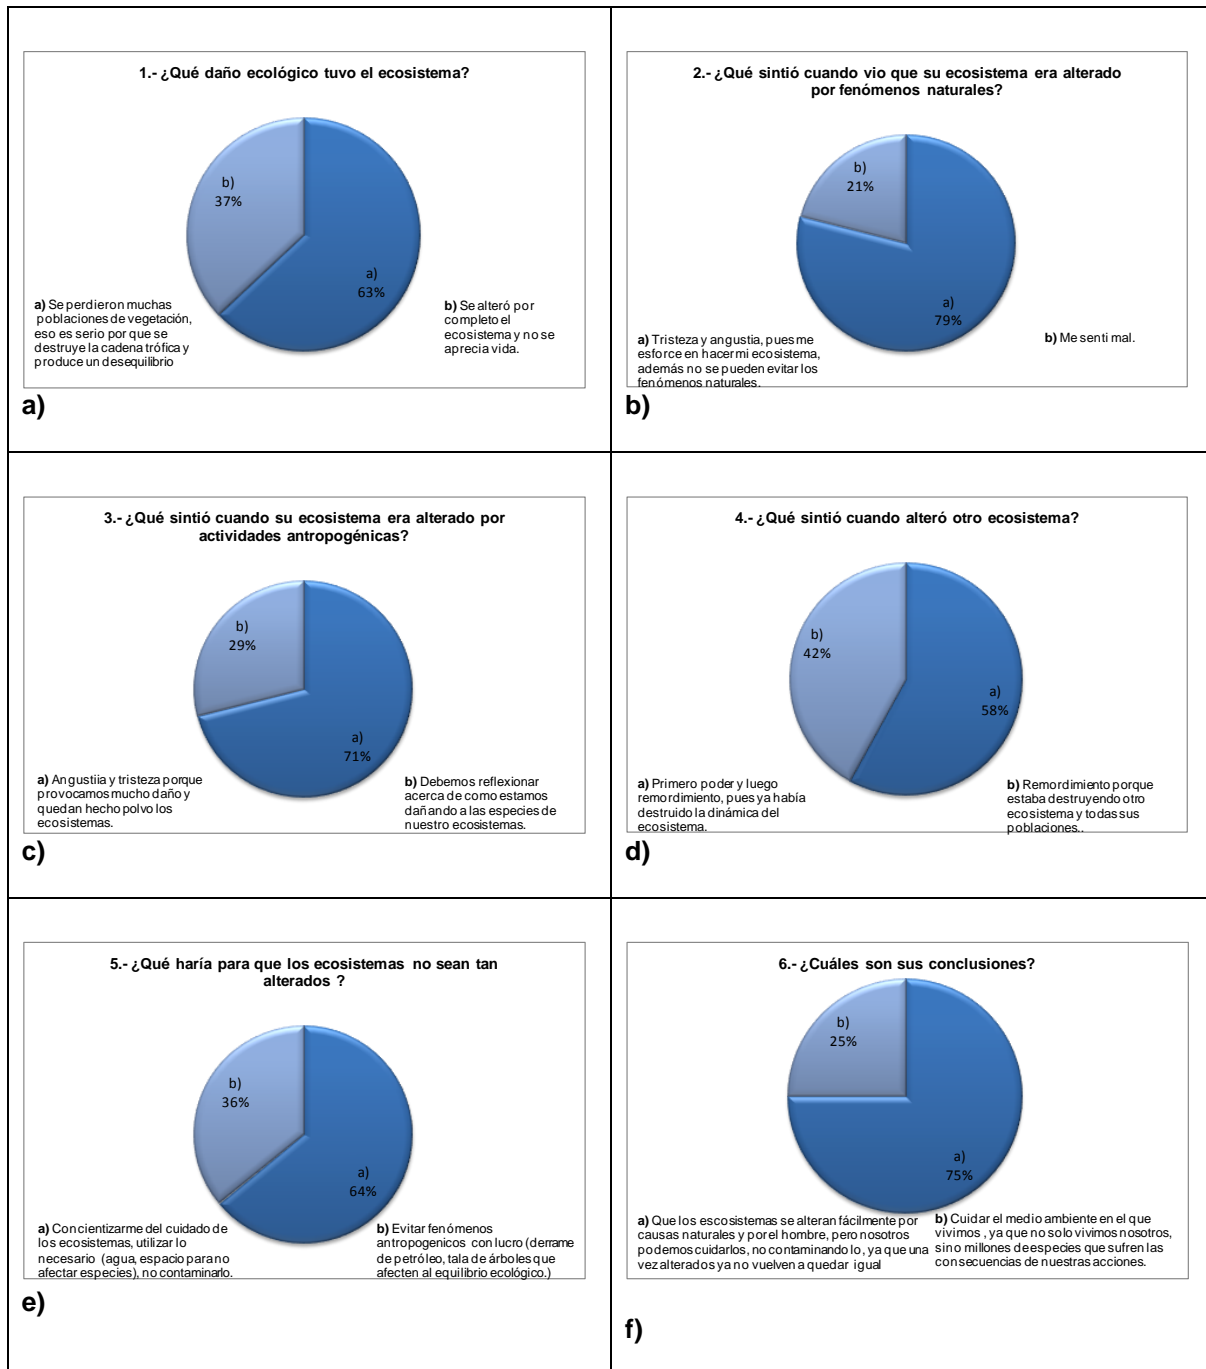 1.- ¿Qué daño ecológico tuvo el ecosistema?
b)
37%
a)
63%
a) Se perdieron muchas
poblaciones de vegetación,
eso es serio por que se
destruye la cadena trófica y
produce un desequilibrio
b) Se alteró por
completo el
ecosistema y no se
aprecia vida.
a)
2.- ¿Qué sintió cuando vio que su ecosistema era alterado
por fenómenos naturales?
b)
21%
a)
79%
a) Tristeza y angustia, pues me
esforce en hacer mi ecosistema,
además no se pueden evitar los
fenómenos naturales.
b) Me senti mal.
b)
3.- ¿Qué sintió cuando su ecosistema era alterado por
actividades antropogénicas?
b)
29%
a)
71%
a) Angustiia y tristeza porque
provocamos mucho daño y
quedan hecho polvo los
ecosistemas.
b) Debemos reflexionar
acerca de como estamos
dañando a las especies de
nuestro ecosistemas.
c)
4.- ¿Qué sintió cuando alteró otro ecosistema?
b)
42%
a)
58%
a) Primero poder y luego
remordimiento, pues ya había
destruido la dinámica del
ecosistema.
b) Remordimiento porque
estaba destruyendo otro
ecosistema y todas sus
poblaciones..
d)
5.- ¿Qué haría para que los ecosistemas no sean tan
alterados ?
b)
36%
a)
64%
a) Concientizarme del cuidado de
los ecosistemas, utilizar lo
necesario (agua, espacio para no
afectar especies), no contaminarlo.
b) Evitar fenómenos
antropogenicos con lucro (derrame
de petróleo, tala de árboles que
afecten al equilibrio ecológico.)
e)
6.- ¿Cuáles son sus conclusiones?
b)
25%
a)
75%
a) Que los escosistemas se alteran fácilmente por
causas naturales y por el hombre, pero nosotros
podemos cuidarlos, no contaminando lo, ya que una
vez alterados ya no vuelven a quedar igual
b) Cuidar el medio ambiente en el que
vivimos , ya que no solo vivimos nosotros,
sino millones de especies que sufren las
consecuencias de nuestras acciones.
f)